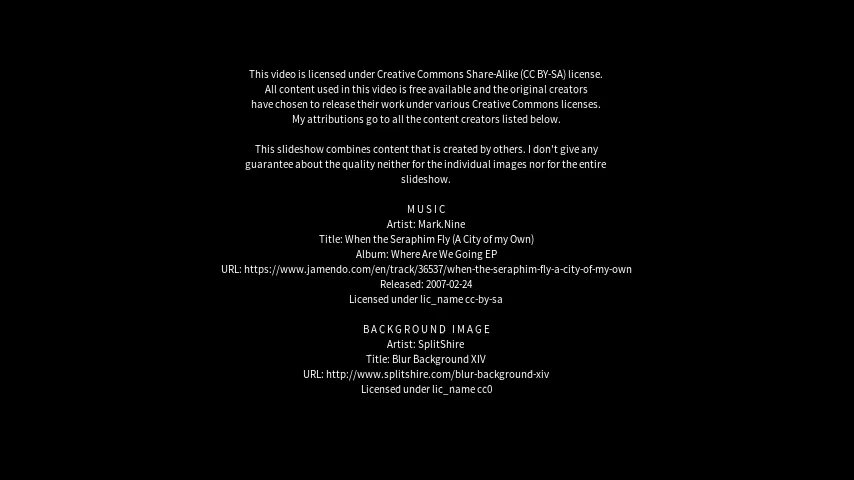 This video is licensed under Creative Commons Share-Alike (CC BY-SA) license.
All content used in this video is free available and the original creators
have chosen to release their work under various Creative Commons licenses.
My attributions go to all the content creators listed below.
This slideshow combines content that is created by others. I don't give any
guarantee about the quality neither for the individual images nor for the entire
slideshow.
MUSIC
Artist: Mark.Nine
Title: When the Seraphim Fly (A City of my Own)
Album: Where Are We Going EP
URL: https://www.jamendo.com/en/track/36537/when-the-seraphim-fly-a-city-of-my-own
Released: 2007-02-24
Licensed under lic_name cc-by-sa
BACKGROUND IMAGE
Artist: SplitShire
Title: Blur Background XIV
URL: http://www.splitshire.com/blur-background-xiv
Licensed under lic_name cc0